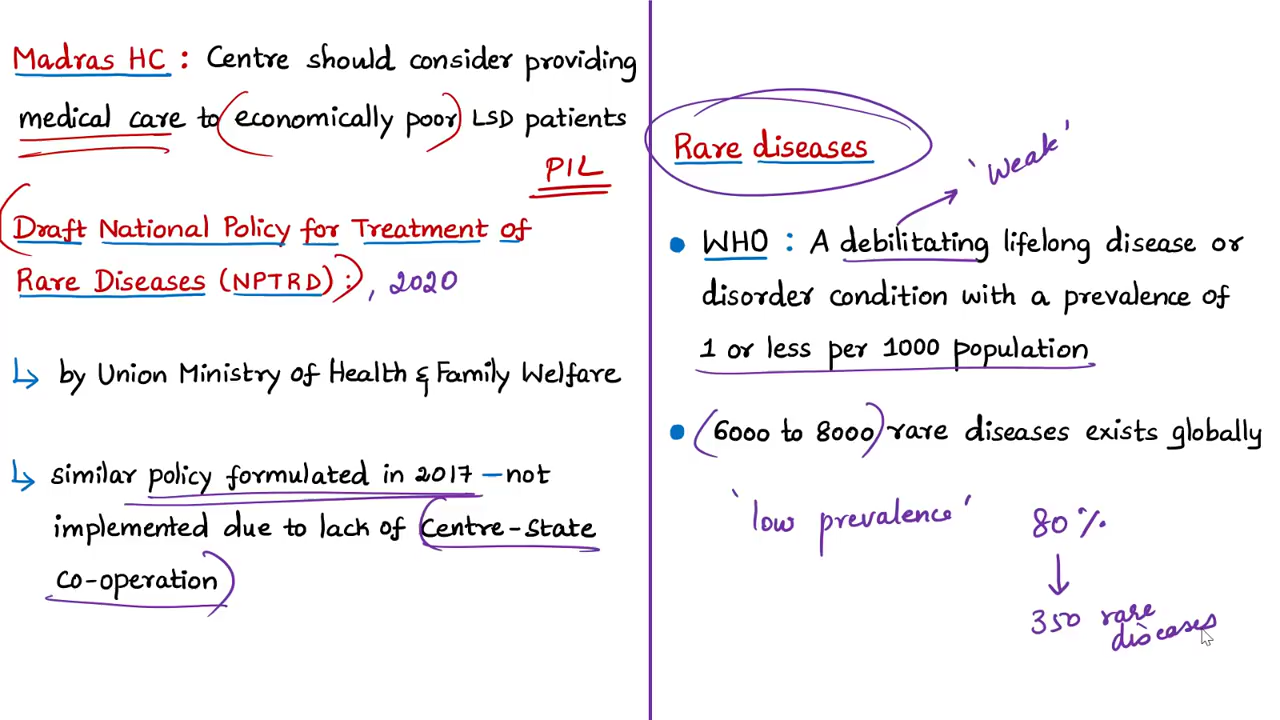 Madras HC : Centre should consider providing
medical care to (economically poor) LSD patients
PIL
(Draft National Policy for Treatment of
Rare Diseases (NPTRD) :), 2020
↳ by Union Ministry of Health & Family Welfare
↳ similar policy formulated in 2017 – not
implemented due to lack of (Centre-State
co-operation)
Rare diseases
'weak'
• WHO : A debilitating lifelong disease or
disorder condition with a prevalence of
1 or less per 1000 population
• (6000 to 8000) rare diseases exists globally
'low prevalence' 80%
↓
350 rare
diseases